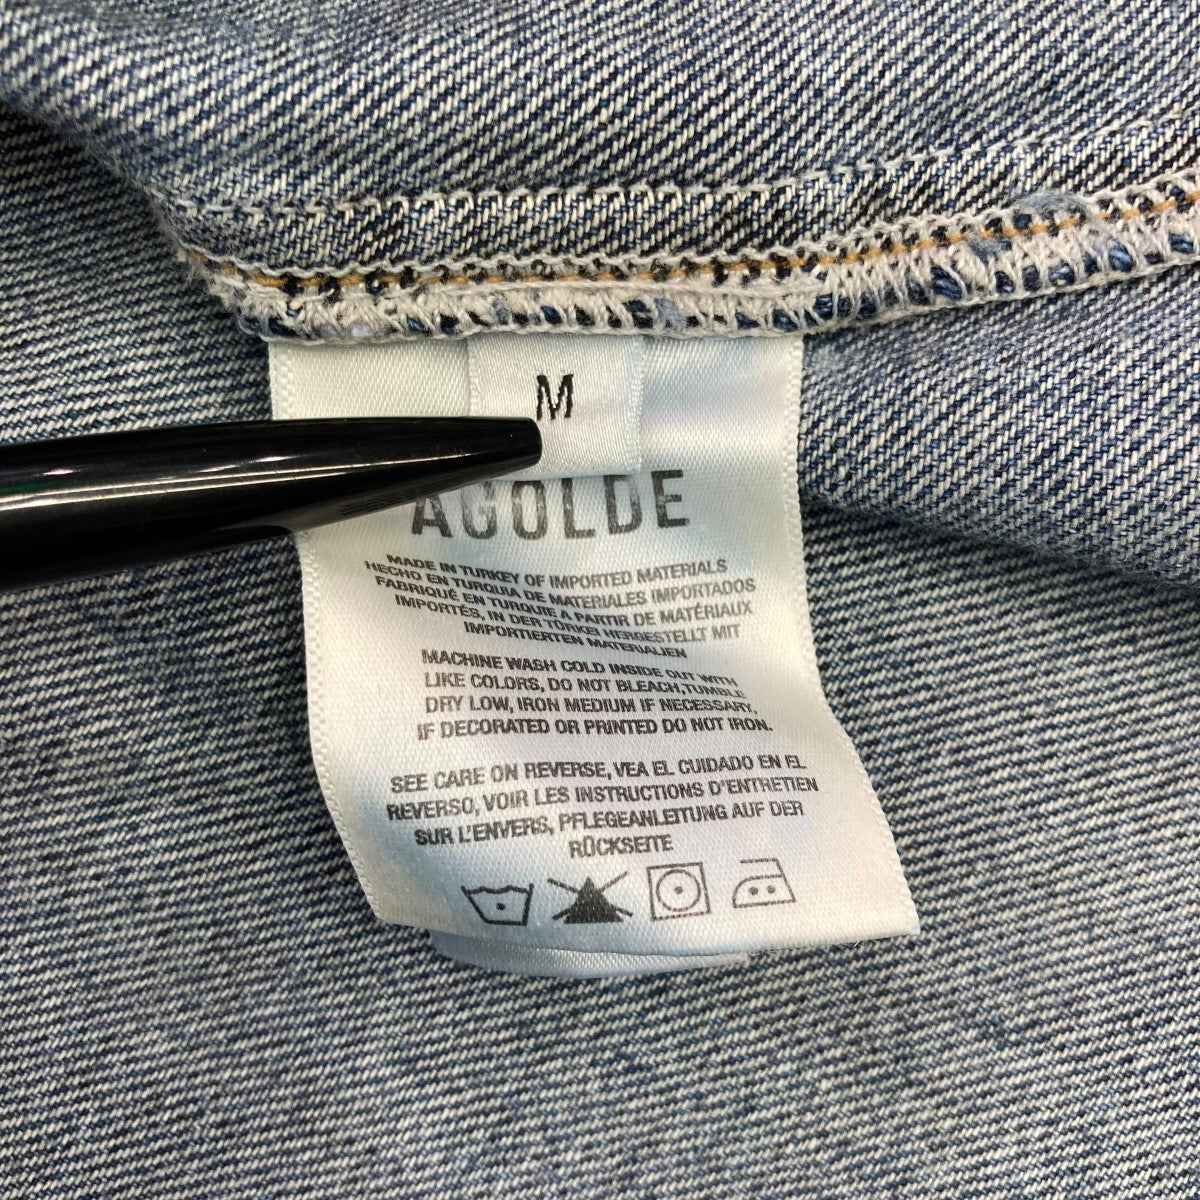 M
AGOLDE
MADE IN TURKEY OF IMPORTED MATERIALS
HECHO EN TURQUIA DE MATERIALES IMPORTADOS
FABRIQUÉ EN TURQUIE A PARTIR DE MATÉRIAUX
IMPORTÉS, IN DER TÜRKEI HERGESTELLT MIT
IMPORTIERTEN MATERIALIEN
MACHINE WASH COLD INSIDE OUT WITH
LIKE COLORS, DO NOT BLEACH, TUMBLE
DRY LOW, IRON MEDIUM IF NECESSARY.
IF DECORATED OR PRINTED DO NOT IRON.
SEE CARE ON REVERSE, VEA EL CUIDADO EN EL
REVERSO, VOIR LES INSTRUCTIONS D'ENTRETIEN
SUR L'ENVERS, PFLEGEANLEITUNG AUF DER
RÜCKSEITE